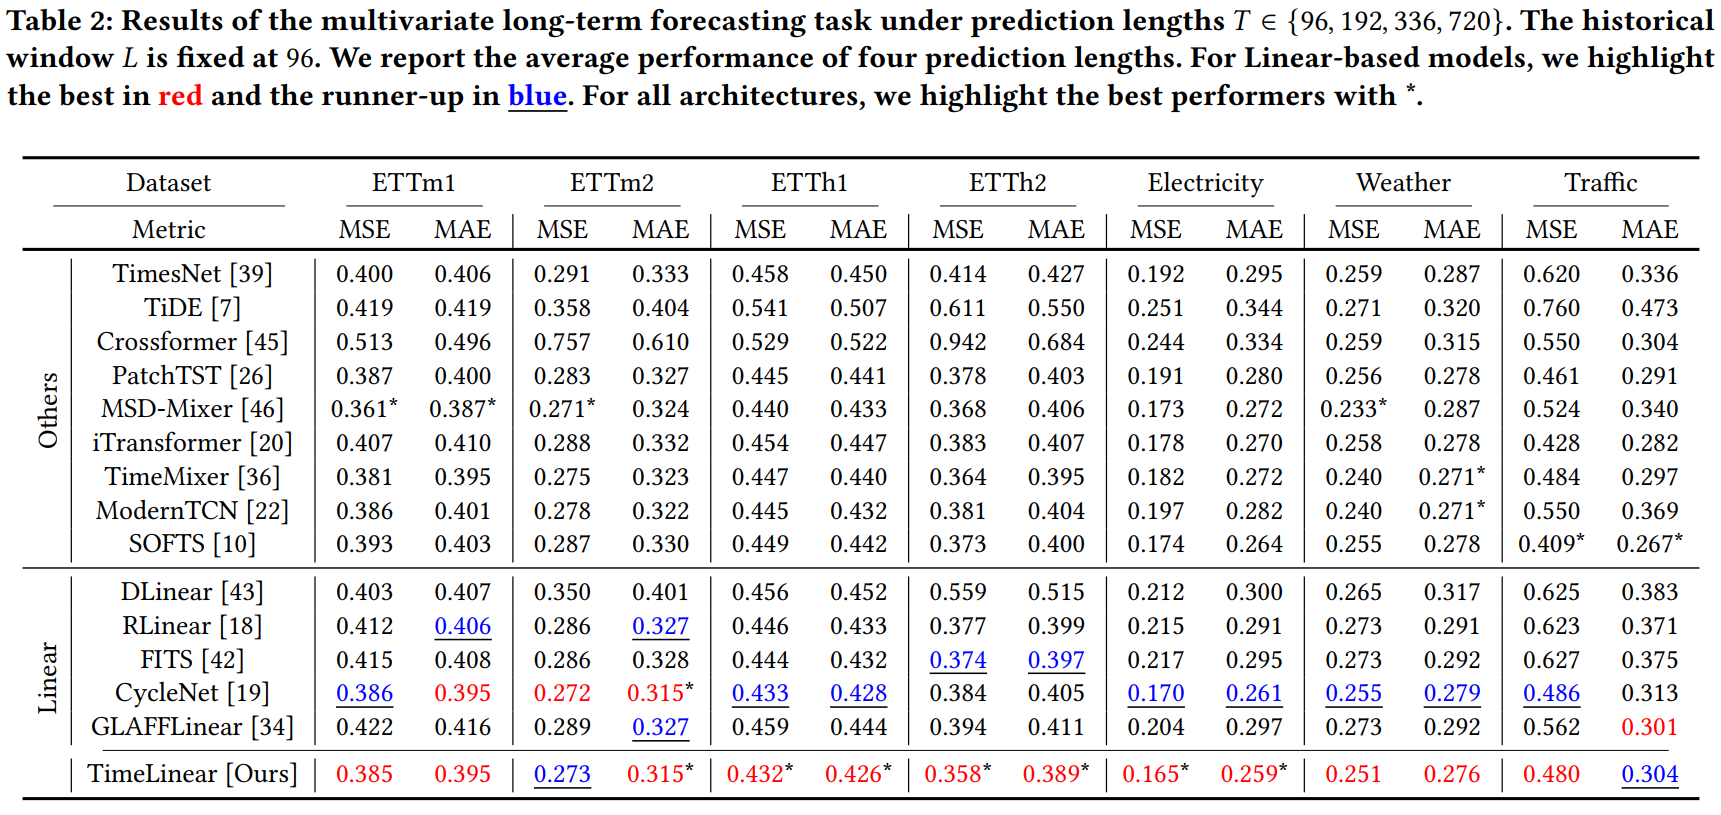 Table 2: Results of the multivariate long-term forecasting task under prediction lengths T ∈ {96, 192, 336, 720}. The historical
window L is fixed at 96. We report the average performance of four prediction lengths. For Linear-based models, we highlight
the best in red and the runner-up in blue. For all architectures, we highlight the best performers with *.
Dataset ETTm1 ETTm2 ETTh1 ETTh2 Electricity Weather Traffic
Metric MSE MAE MSE MAE MSE MAE MSE MAE MSE MAE MSE MAE MSE MAE
Others
TimesNet [39] 0.400 0.406 0.291 0.333 0.458 0.450 0.414 0.427 0.192 0.295 0.259 0.287 0.620 0.336
TiDE [7] 0.419 0.419 0.358 0.404 0.541 0.507 0.611 0.550 0.251 0.344 0.271 0.320 0.760 0.473
Crossformer [45] 0.513 0.496 0.757 0.610 0.529 0.522 0.942 0.684 0.244 0.334 0.259 0.315 0.550 0.304
PatchTST [26] 0.387 0.400 0.283 0.327 0.445 0.441 0.378 0.403 0.191 0.280 0.256 0.278 0.461 0.291
MSD-Mixer [46] 0.361* 0.387* 0.271* 0.324 0.440 0.433 0.368 0.406 0.173 0.272 0.233* 0.287 0.524 0.340
iTransformer [20] 0.407 0.410 0.288 0.332 0.454 0.447 0.383 0.407 0.178 0.270 0.258 0.278 0.428 0.282
TimeMixer [36] 0.381 0.395 0.275 0.323 0.447 0.440 0.364 0.395 0.182 0.272 0.240 0.271* 0.484 0.297
ModernTCN [22] 0.386 0.401 0.278 0.322 0.445 0.432 0.381 0.404 0.197 0.282 0.240 0.271* 0.550 0.369
SOFTS [10] 0.393 0.403 0.287 0.330 0.449 0.442 0.373 0.400 0.174 0.264 0.255 0.278 0.409* 0.267*
Linear
DLinear [43] 0.403 0.407 0.350 0.401 0.456 0.452 0.559 0.515 0.212 0.300 0.265 0.317 0.625 0.383
RLinear [18] 0.412 0.406 0.286 0.327 0.446 0.433 0.377 0.399 0.215 0.291 0.273 0.291 0.623 0.371
FITS [42] 0.415 0.408 0.286 0.328 0.444 0.432 0.374 0.397 0.217 0.295 0.273 0.292 0.627 0.375
CycleNet [19] 0.386 0.395 0.272 0.315* 0.433 0.428 0.384 0.405 0.170 0.261 0.255 0.279 0.486 0.313
GLAFFLinear [34] 0.422 0.416 0.289 0.327 0.459 0.444 0.394 0.411 0.204 0.297 0.273 0.292 0.562 0.301
TimeLinear [Ours] 0.385 0.395 0.273 0.315* 0.432* 0.426* 0.358* 0.389* 0.165* 0.259* 0.251 0.276 0.480 0.304